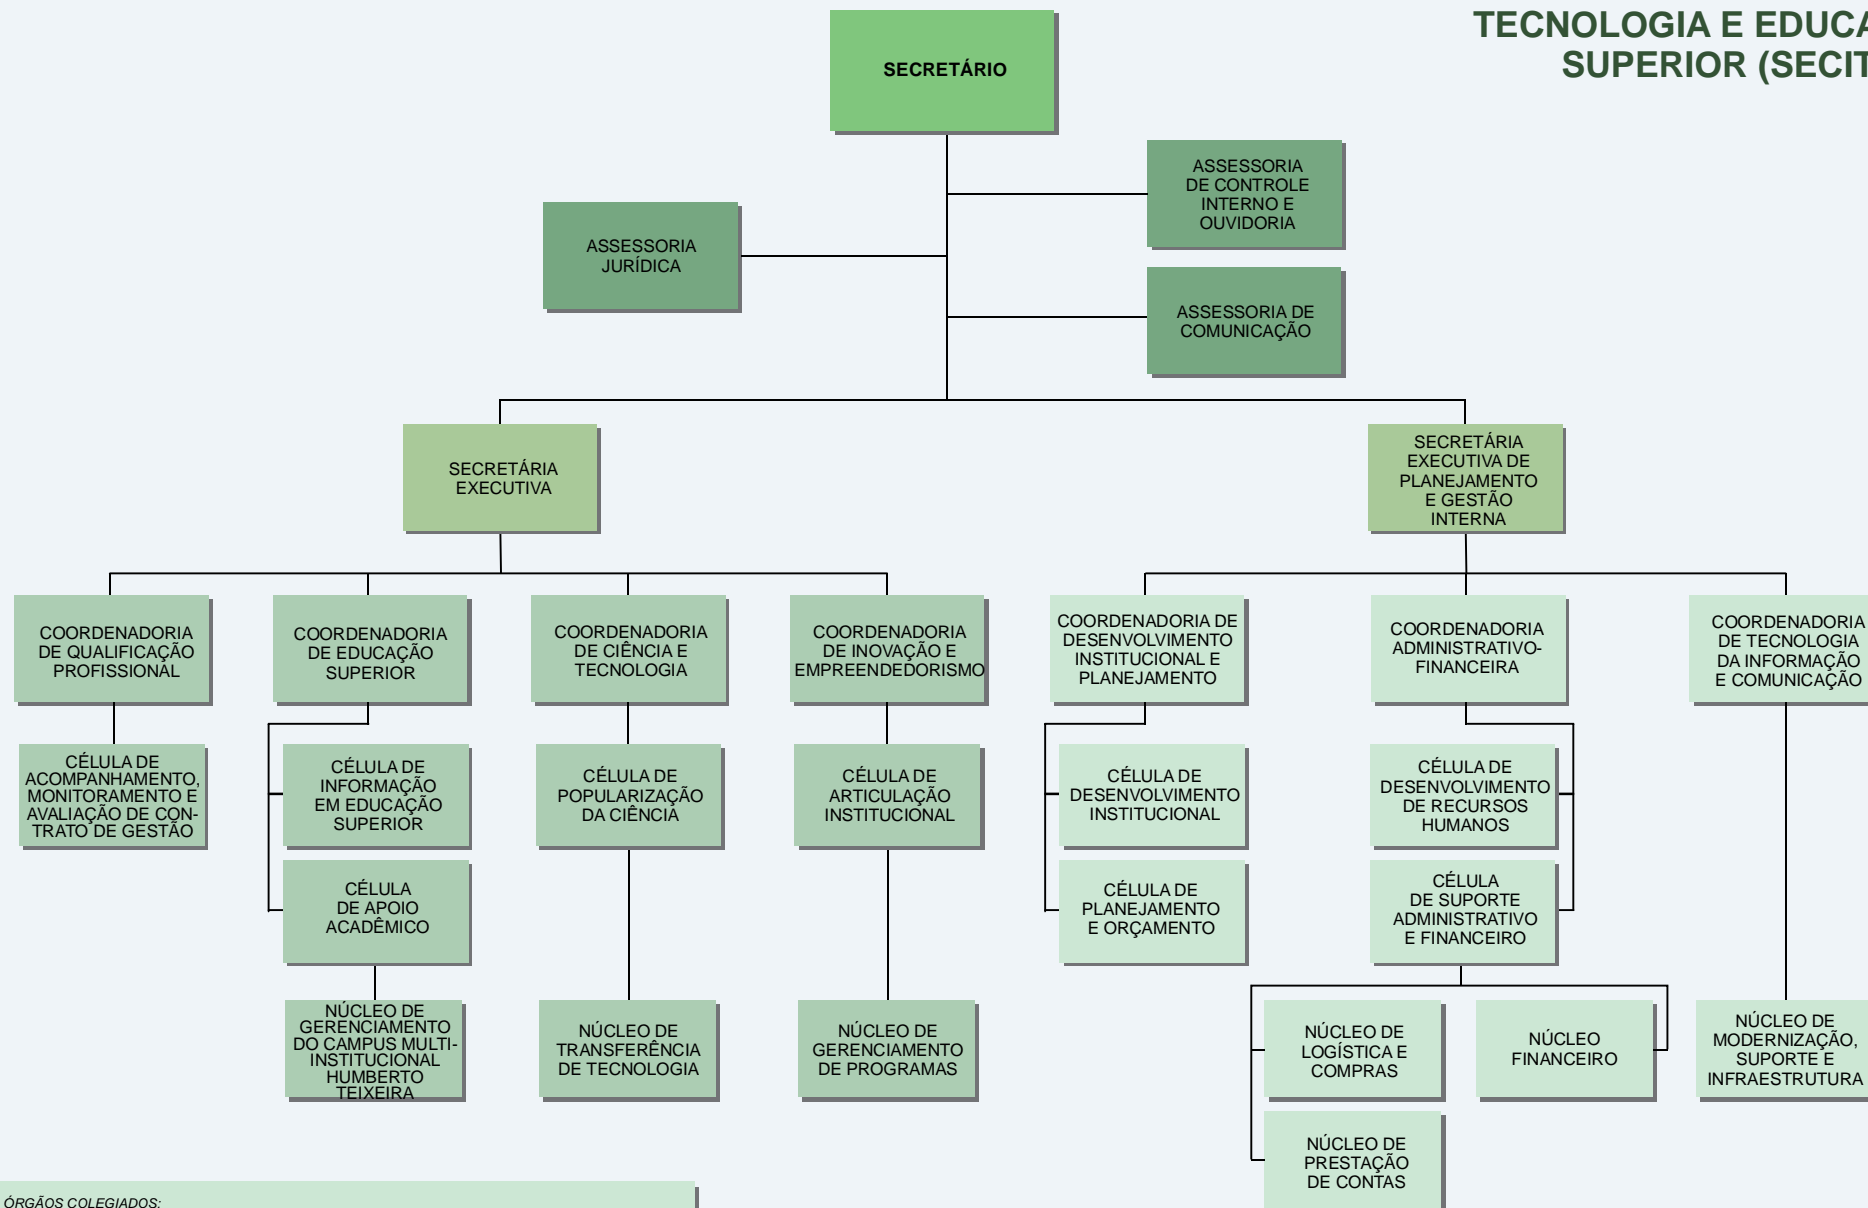 TECNOLOGIA E EDUCA
SUPERIOR (SECIT
SECRETÁRIO
ASSESSORIA
DE CONTROLE
INTERNO E
OUVIDORIA
ASSESSORIA
JURÍDICA
ASSESSORIA DE
COMUNICAÇÃO
SECRETÁRIA
EXECUTIVA
SECRETÁRIA
EXECUTIVA DE
PLANEJAMENTO
E GESTÃO
INTERNA
COORDENADORIA
DE QUALIFICAÇÃO
PROFISSIONAL
COORDENADORIA
DE EDUCAÇÃO
SUPERIOR
COORDENADORIA
DE CIÊNCIA E
TECNOLOGIA
COORDENADORIA
DE INOVAÇÃO E
EMPREENDEDORISMO
COORDENADORIA DE
DESENVOLVIMENTO
INSTITUCIONAL E
PLANEJAMENTO
COORDENADORIA
ADMINISTRATIVO-
FINANCEIRA
COORDENADORIA
DE TECNOLOGIA
DA INFORMAÇÃO
E COMUNICAÇÃO
CÉLULA DE
ACOMPANHAMENTO,
MONITORAMENTO E
AVALIAÇÃO DE CON-
TRATO DE GESTÃO
CÉLULA DE
INFORMAÇÃO
EM EDUCAÇÃO
SUPERIOR
CÉLULA DE
POPULARIZAÇÃO
DA CIÊNCIA
CÉLULA DE
ARTICULAÇÃO
INSTITUCIONAL
CÉLULA DE
DESENVOLVIMENTO
INSTITUCIONAL
CÉLULA DE
DESENVOLVIMENTO
DE RECURSOS
HUMANOS
CÉLULA
DE APOIO
ACADÊMICO
CÉLULA DE
PLANEJAMENTO
E ORÇAMENTO
CÉLULA
DE SUPORTE
ADMINISTRATIVO
E FINANCEIRO
NÚCLEO DE
GERENCIAMENTO
DO CAMPUS MULTI-
INSTITUCIONAL
HUMBERTO
TEIXEIRA
NÚCLEO DE
TRANSFERÊNCIA
DE TECNOLOGIA
NÚCLEO DE
GERENCIAMENTO
DE PROGRAMAS
NÚCLEO DE
LOGÍSTICA E
COMPRAS
NÚCLEO
FINANCEIRO
NÚCLEO DE
MODERNIZAÇÃO,
SUPORTE E
INFRAESTRUTURA
NÚCLEO DE
PRESTAÇÃO
DE CONTAS
ÓRGÃOS COLEGIADOS: